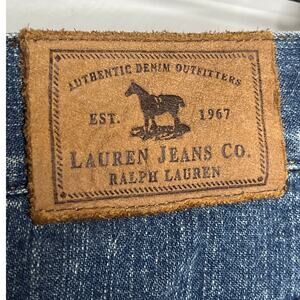 AUTHENTIC DENIM OUTFITTERS
EST. 1967
LAUREN JEANS CO.
RALPH LAUREN